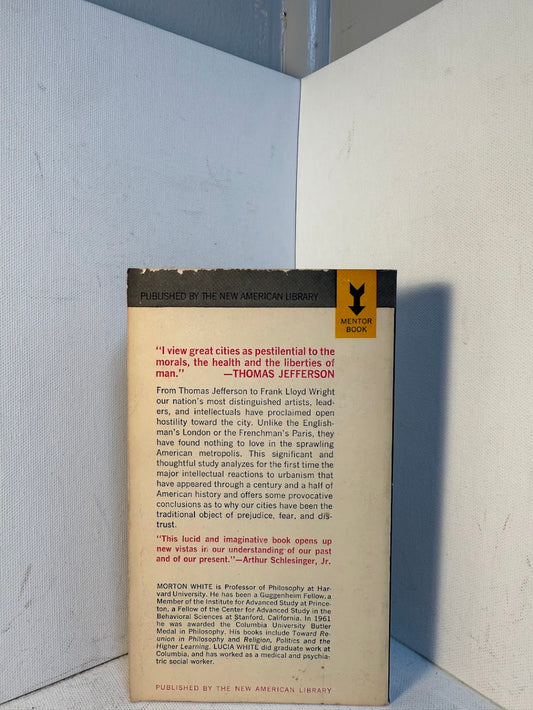 PUBLISHED BY THE NEW AMERICAN LIBRARY
MENTOR
BOOK
"I view great cities as pestilential to the
morals, the health and the liberties of
man." —THOMAS JEFFERSON
From Thomas Jefferson to Frank Lloyd Wright
our nation's most distinguished artists, lead-
ers, and intellectuals have proclaimed open
hostility toward the city. Unlike the English-
man's London or the Frenchman's Paris, they
have found nothing to love in the sprawling
American metropolis. This significant and
thoughtful study analyzes for the first time the
major intellectual reactions to urbanism that
have appeared through a century and a half of
American history and offers some provocative
conclusions as to why our cities have been the
traditional object of prejudice, fear, and dis-
trust.
"This lucid and imaginative book opens up
new vistas in our understanding of our past
and of our present."—Arthur Schlesinger, Jr.
MORTON WHITE is Professor of Philosophy at Har-
vard University. He has been a Guggenheim Fellow, a
Member of the Institute for Advanced Study at Prince-
ton, a Fellow of the Center for Advanced Study in the
Behavioral Sciences at Stanford, California. In 1961
he was awarded the Columbia University Butler
Medal in Philosophy. His books include Toward Re-
union in Philosophy and Religion, Politics and the
Higher Learning. LUCIA WHITE did graduate work at
Columbia, and has worked as a medical and psychia-
tric social worker.
PUBLISHED BY THE NEW AMERICAN LIBRARY